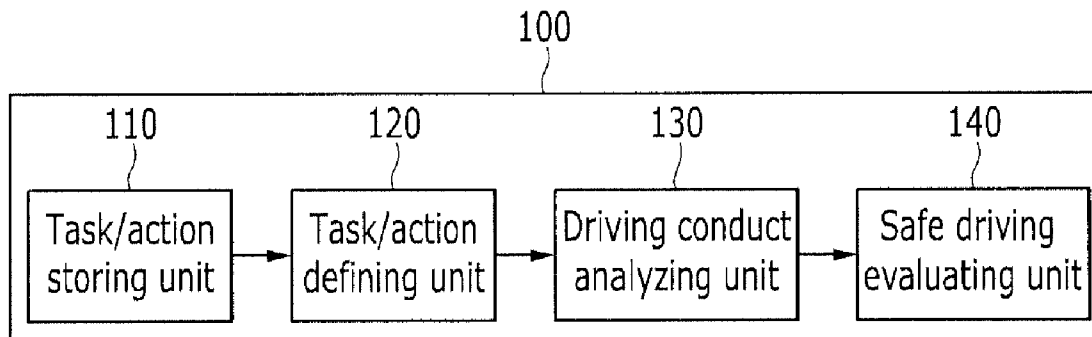 100
110
120
130
140
Task/action
storing unit
Task/action
defining unit
Driving conduct
analyzing unit
Safe driving
evaluating unit